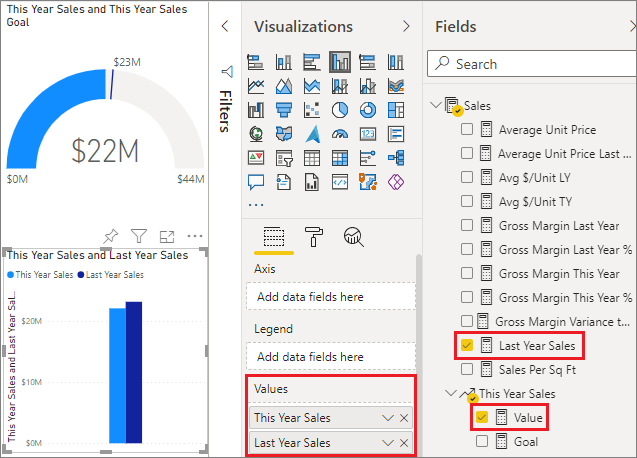 This Year Sales and This Year Sales
Goal
$23M
$22M
$0M
$44M
This Year Sales and Last Year Sales
This Year Sales
Last Year Sales
This Year Sales and Last Year Sal...
$20M
$10M
$0M
Filters
Visualizations
123
R
Py
...
Axis
Add data fields here
Legend
Add data fields here
Values
This Year Sales
Last Year Sales
Fields
Search
Sales
Average Unit Price
Average Unit Price Last ...
Avg $/Unit LY
Avg $/Unit TY
Gross Margin Last Year
Gross Margin Last Year %
Gross Margin This Year
Gross Margin This Year %
Gross Margin Variance t...
Last Year Sales
Sales Per Sq Ft
This Year Sales
Value
Goal